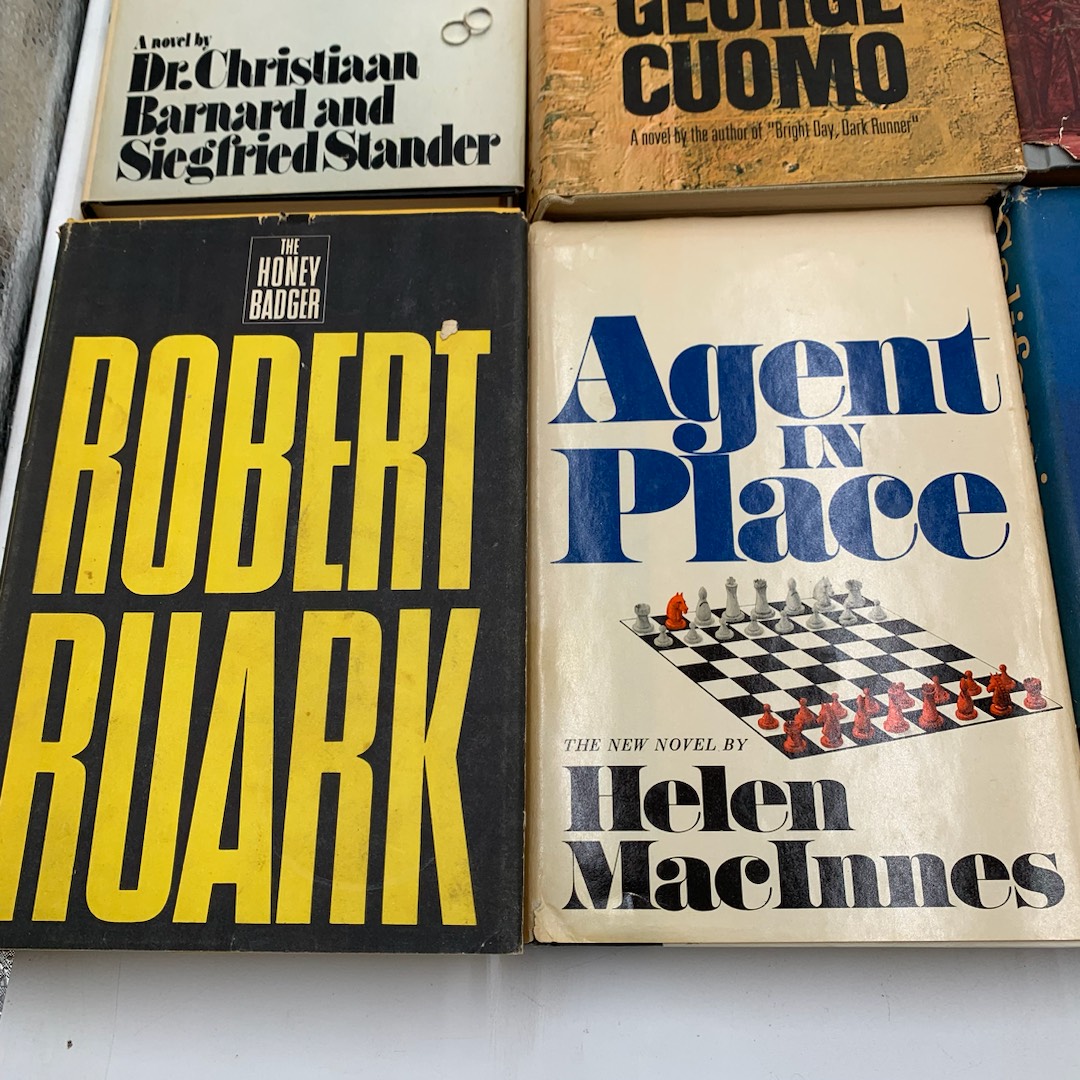 A novel by
Dr. Christiaan
Barnard and
Siegfried Stander
GEORGE
CUOMO
A novel by the author of "Bright Day, Dark Runner"
THE
HONEY
BADGER
ROBERT
RUARK
Agent
IN
Place
THE NEW NOVEL BY
Helen
MacInnes